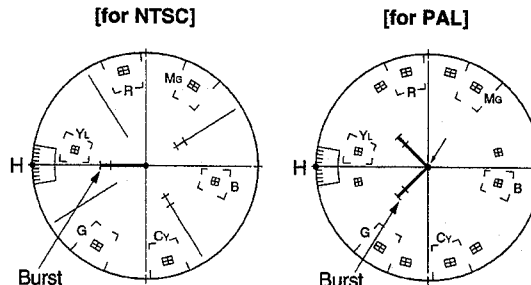 [for NTSC] [for PAL]
R MG R MG
YL YL
H B H B
G CY G CY
Burst Burst